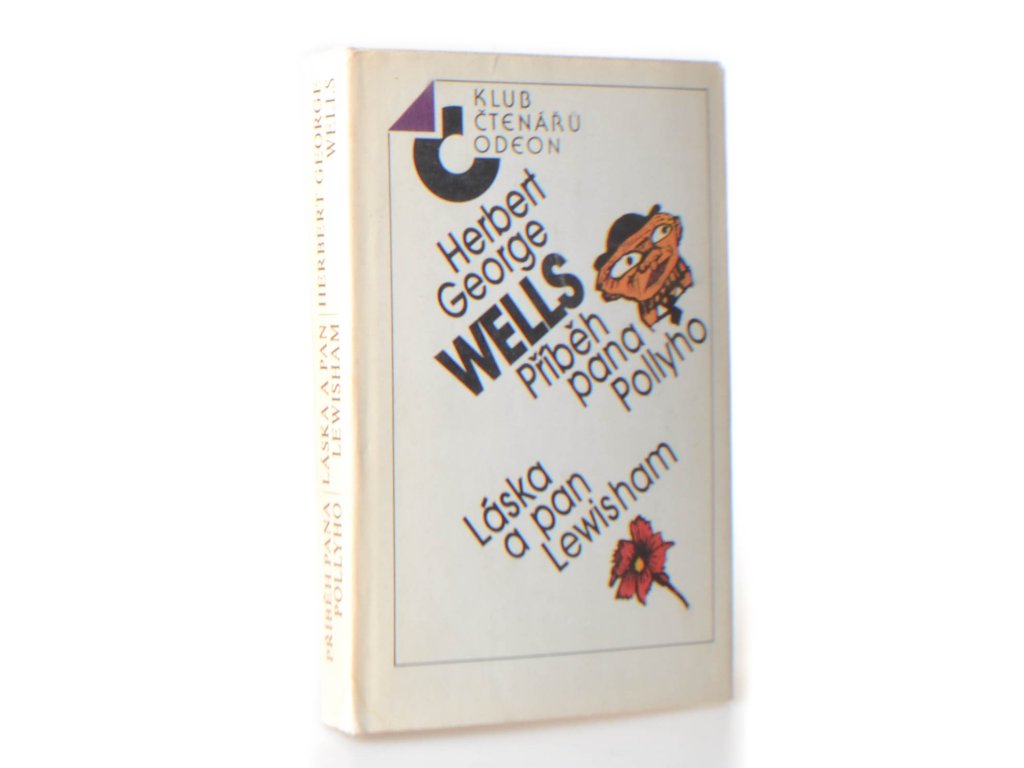 KLUB
ČTENÁŘŮ
ODEON
Herbert
George
WELLS
Příběh
pana
Pollyho
Láska
a pan
Lewisham
PŘÍBĚH PANA
POLLYHO
LÁSKA A PAN
LEWISHAM
HERBERT GEORGE
WELLS